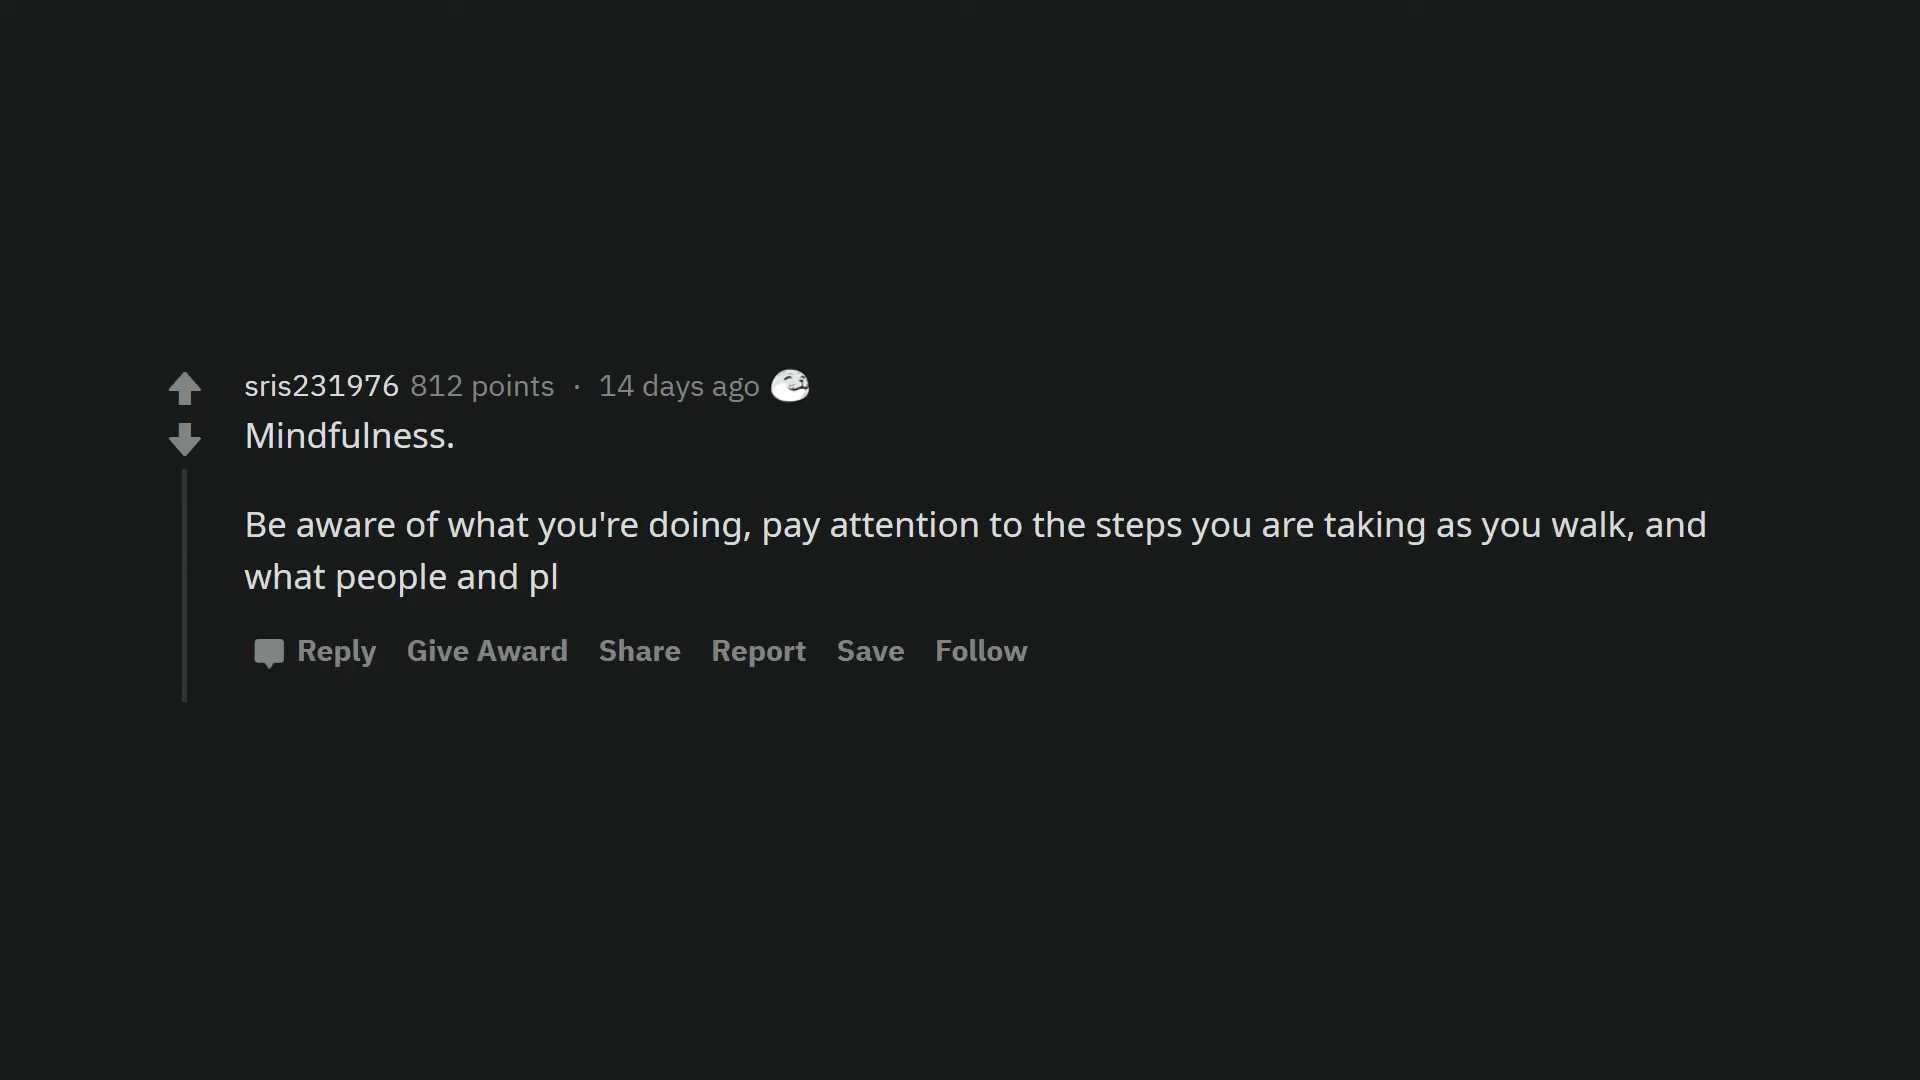 sris231976 812 points · 14 days ago
Mindfulness.
Be aware of what you're doing, pay attention to the steps you are taking as you walk, and
what people and pl
Reply Give Award Share Report Save Follow